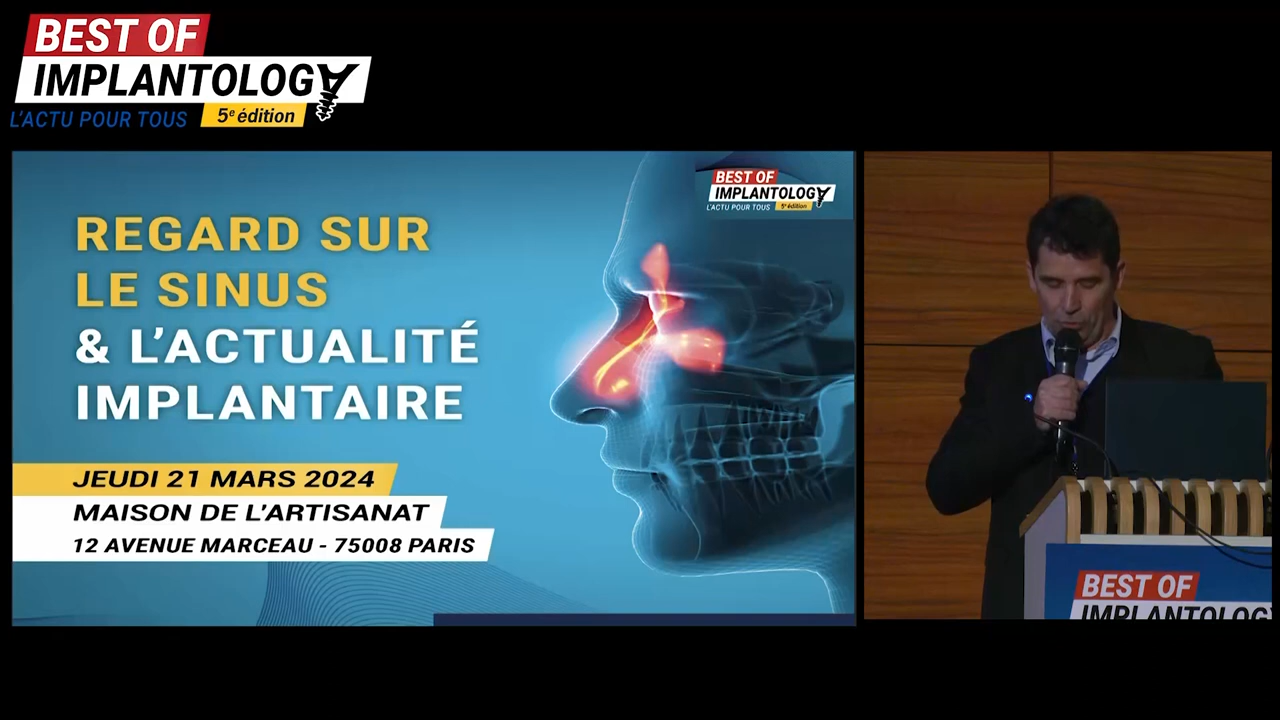 BEST OF
IMPLANTOLOGY
L'ACTU POUR TOUS
5e édition
BEST OF
IMPLANTOLOGY
L'ACTU POUR TOUS
5e édition
REGARD SUR
LE SINUS
& L'ACTUALITÉ
IMPLANTAIRE
JEUDI 21 MARS 2024
MAISON DE L'ARTISANAT
12 AVENUE MARCEAU - 75008 PARIS
BEST OF
IMPLANTOLOGY